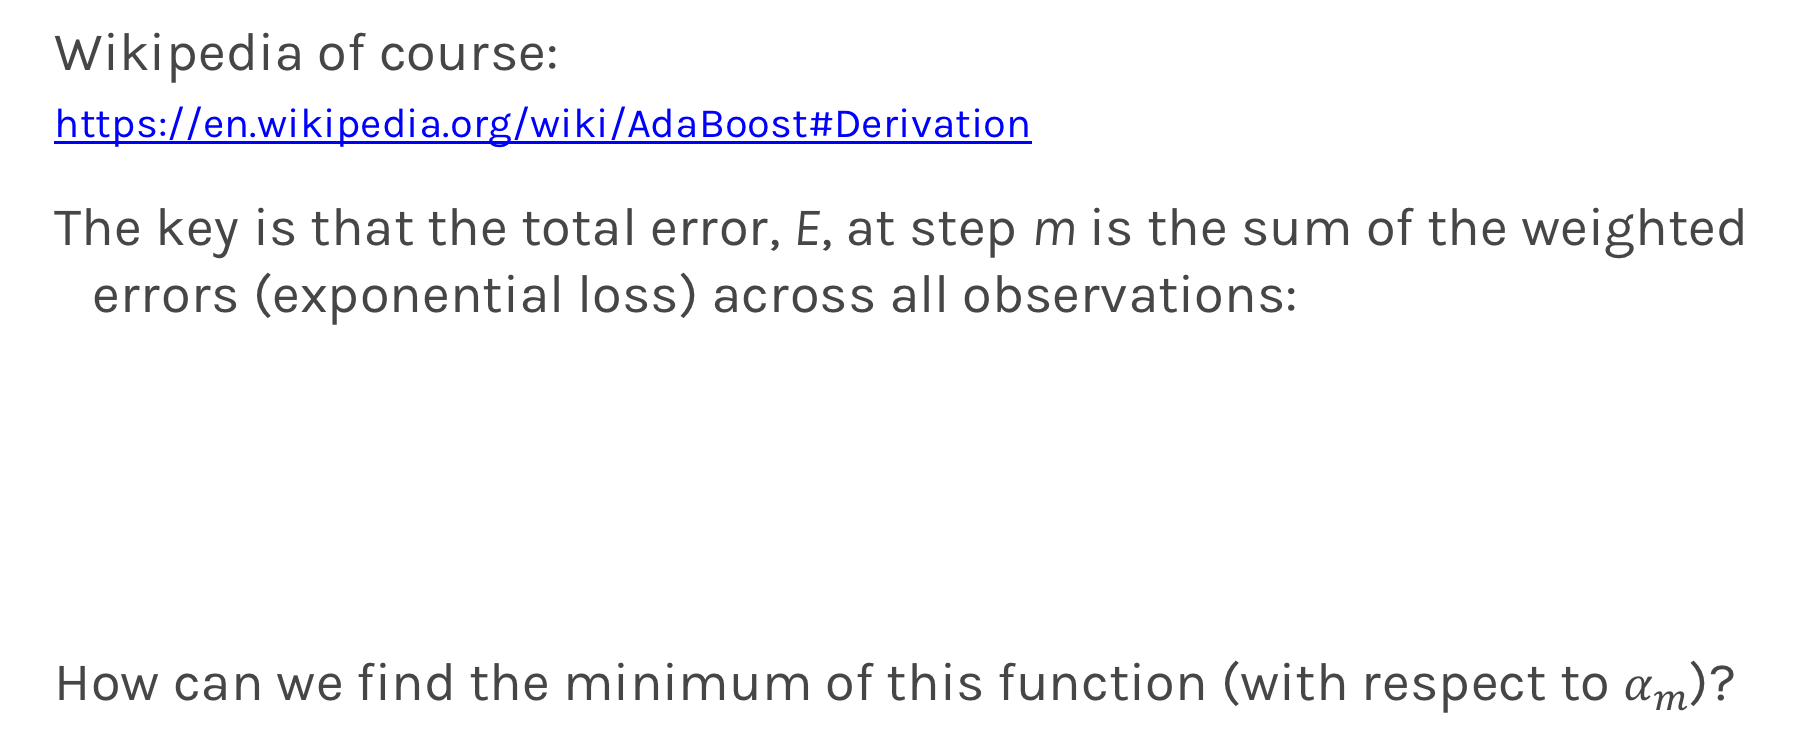 Wikipedia of course:
https://en.wikipedia.org/wiki/AdaBoost#Derivation
The key is that the total error, E, at step m is the sum of the weighted
errors (exponential loss) across all observations:
How can we find the minimum of this function (with respect to αₘ)?